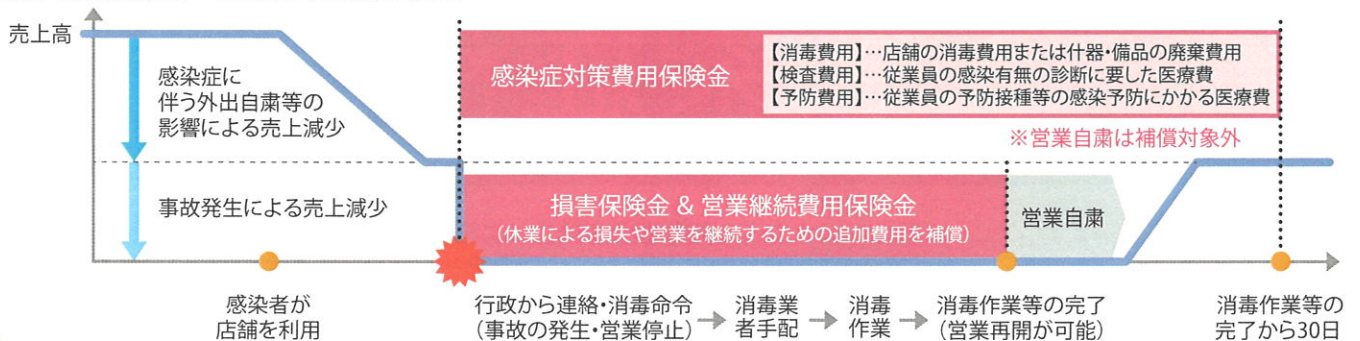 売上高
感染症に
伴う外出自粛等の
影響による売上減少
事故発生による売上減少
感染症対策費用保険金
【消毒費用】…店舗の消毒費用または什器・備品の廃棄費用
【検査費用】…従業員の感染有無の診断に要した医療費
【予防費用】…従業員の予防接種等の感染予防にかかる医療費
※営業自粛は補償対象外
損害保険金 & 営業継続費用保険金
（休業による損失や営業を継続するための追加費用を補償）
営業自粛
感染者が
店舗を利用
行政から連絡・消毒命令
（事故の発生・営業停止）
消毒業
者手配
消毒
作業
消毒作業等の完了
（営業再開が可能）
消毒作業等の
完了から30日